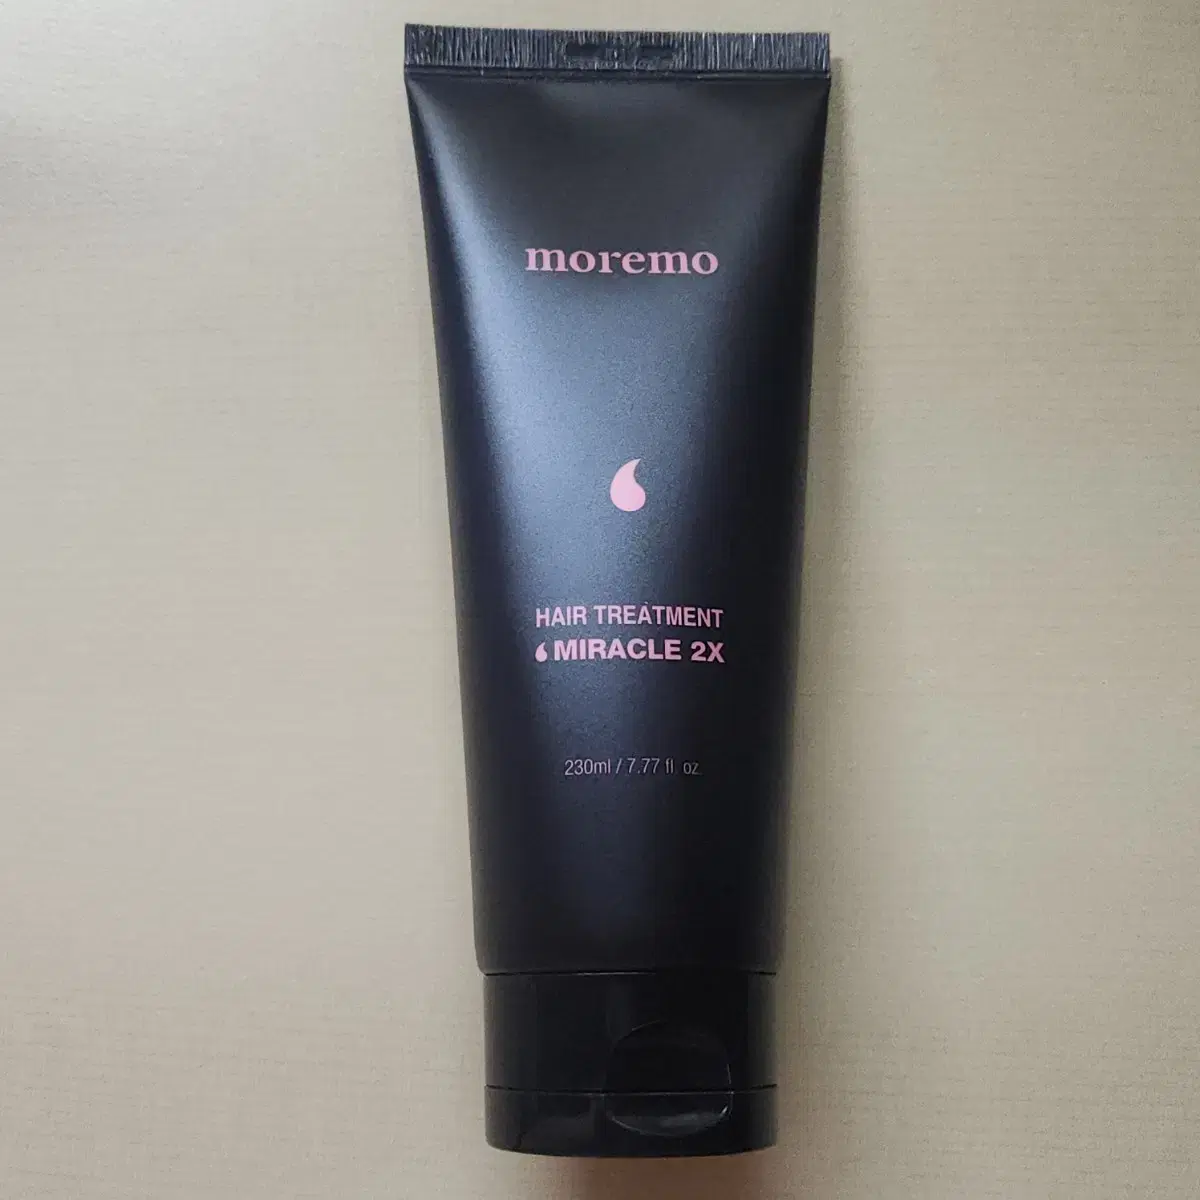 moremo
HAIR TREATMENT
MIRACLE 2X
230ml / 7.77 fl. oz.